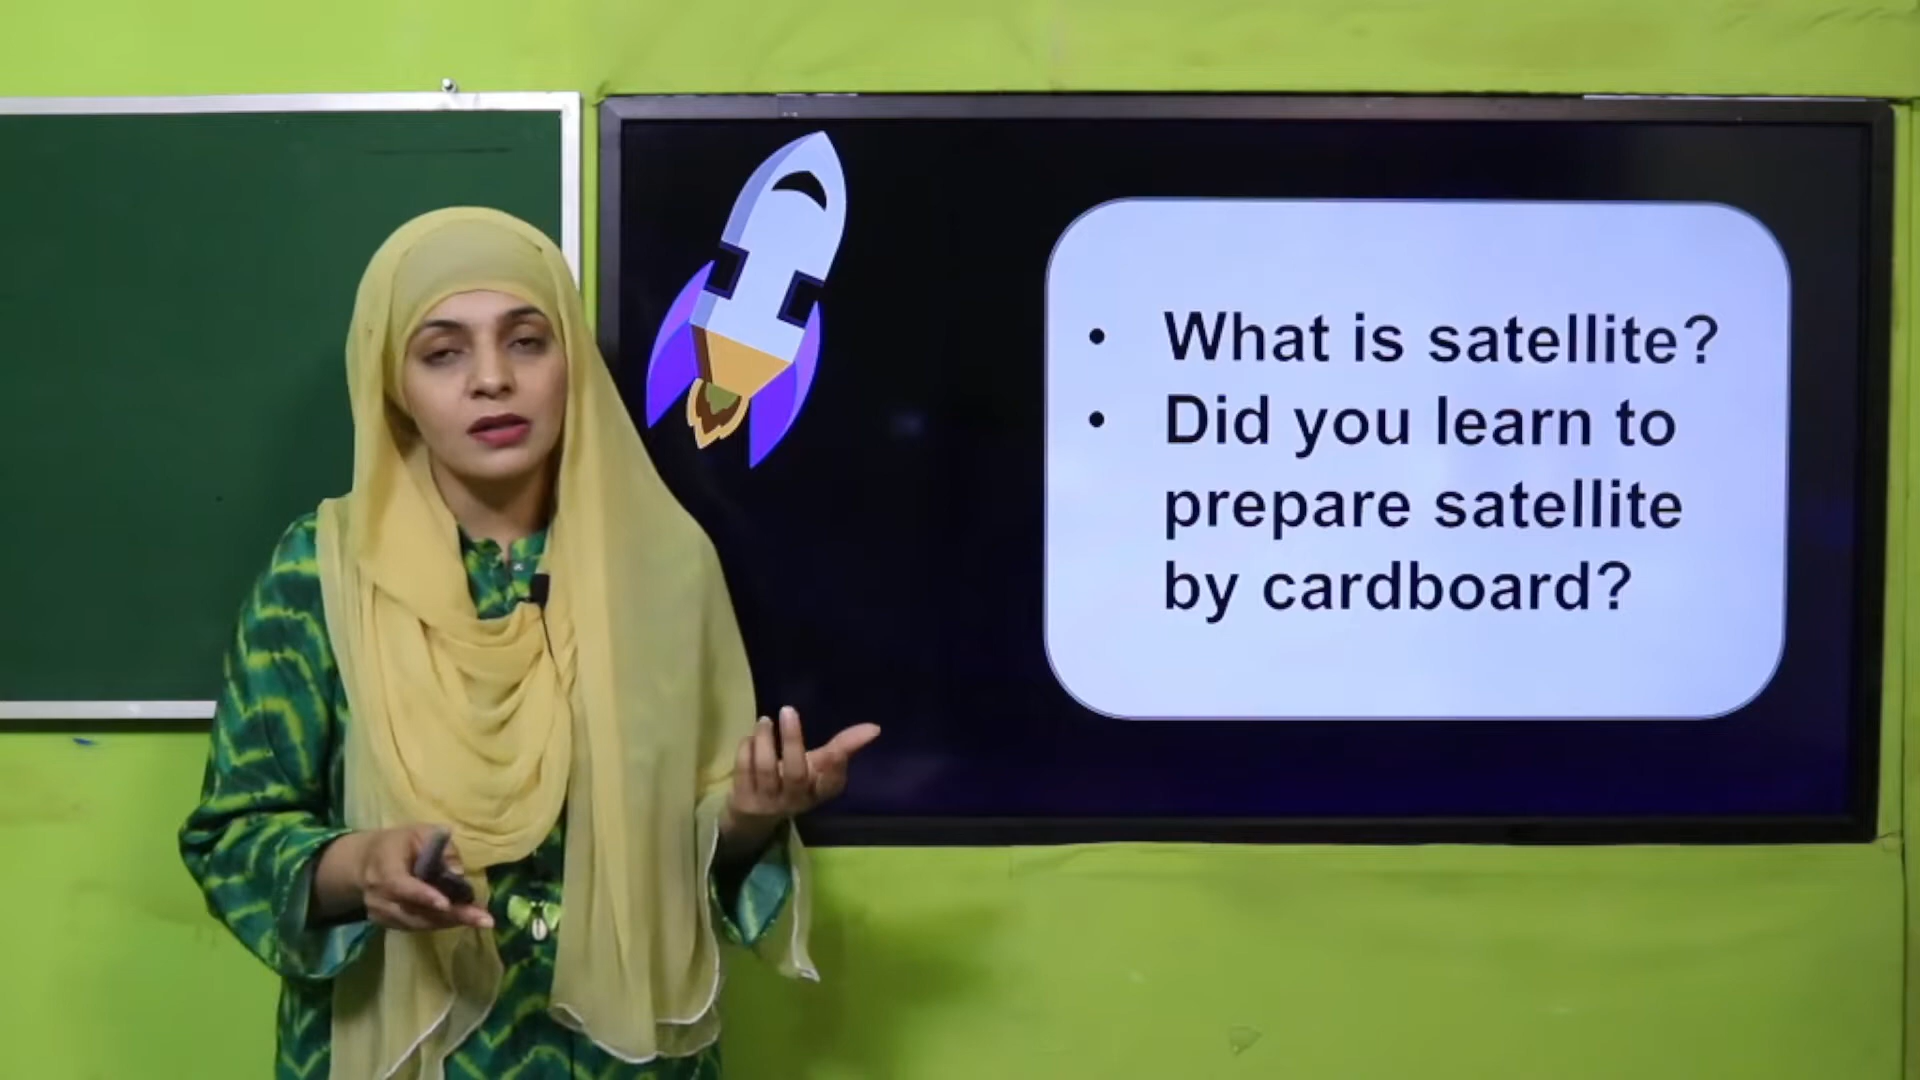 • What is satellite?
• Did you learn to
prepare satellite
by cardboard?